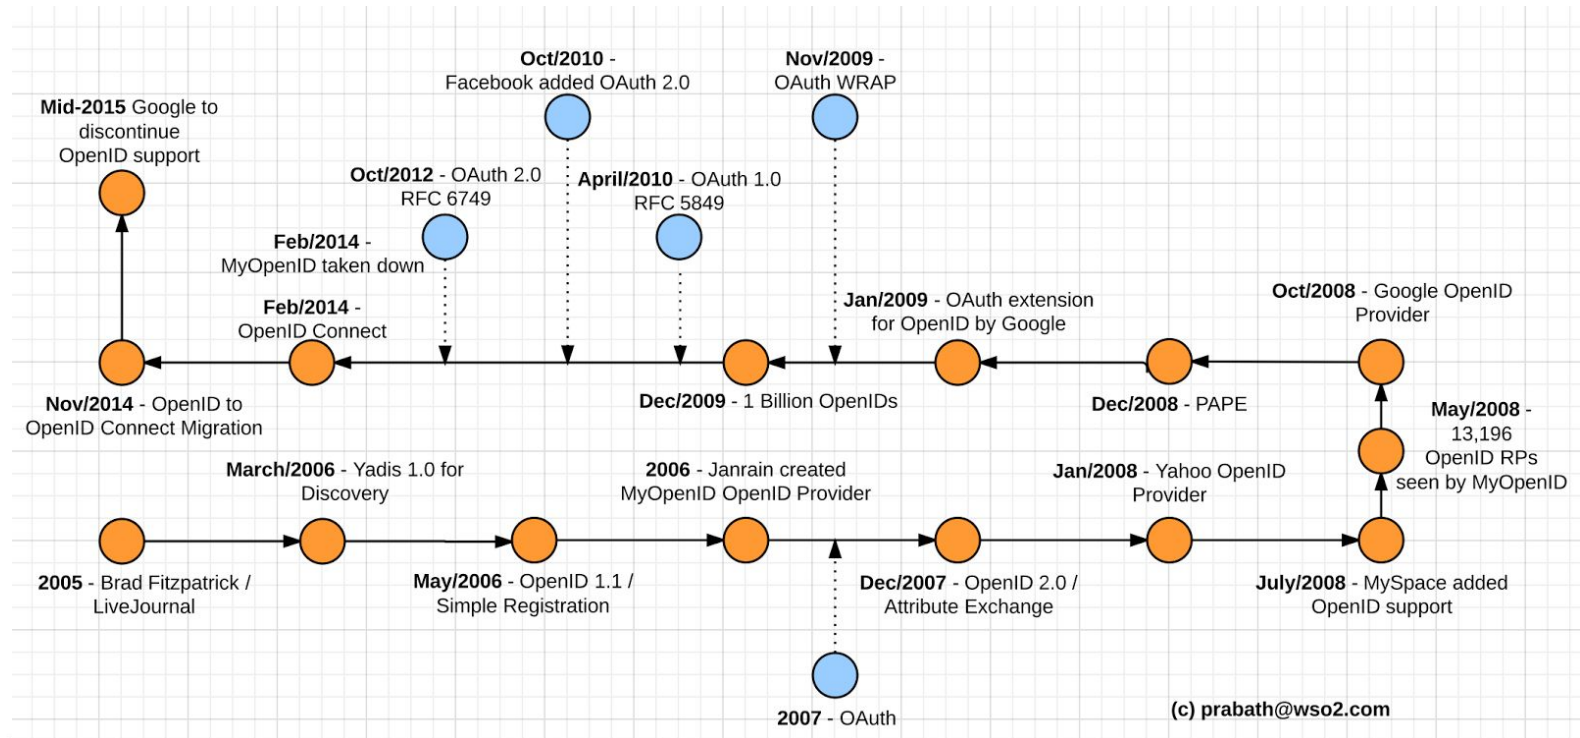 Oct/2010 -
Facebook added OAuth 2.0
Nov/2009 -
OAuth WRAP
Mid-2015 Google to
discontinue
OpenID support
Oct/2012 - OAuth 2.0
RFC 6749
April/2010 - OAuth 1.0
RFC 5849
Feb/2014 -
MyOpenID taken down
Feb/2014 -
OpenID Connect
Jan/2009 - OAuth extension
for OpenID by Google
Oct/2008 - Google OpenID
Provider
Nov/2014 - OpenID to
OpenID Connect Migration
Dec/2009 - 1 Billion OpenIDs
Dec/2008 - PAPE
May/2008 -
13,196
OpenID RPs
seen by MyOpenID
March/2006 - Yadis 1.0 for
Discovery
2006 - Janrain created
MyOpenID OpenID Provider
Jan/2008 - Yahoo OpenID
Provider
2005 - Brad Fitzpatrick /
LiveJournal
May/2006 - OpenID 1.1 /
Simple Registration
Dec/2007 - OpenID 2.0 /
Attribute Exchange
July/2008 - MySpace added
OpenID support
2007 - OAuth
(c) prabath@wso2.com